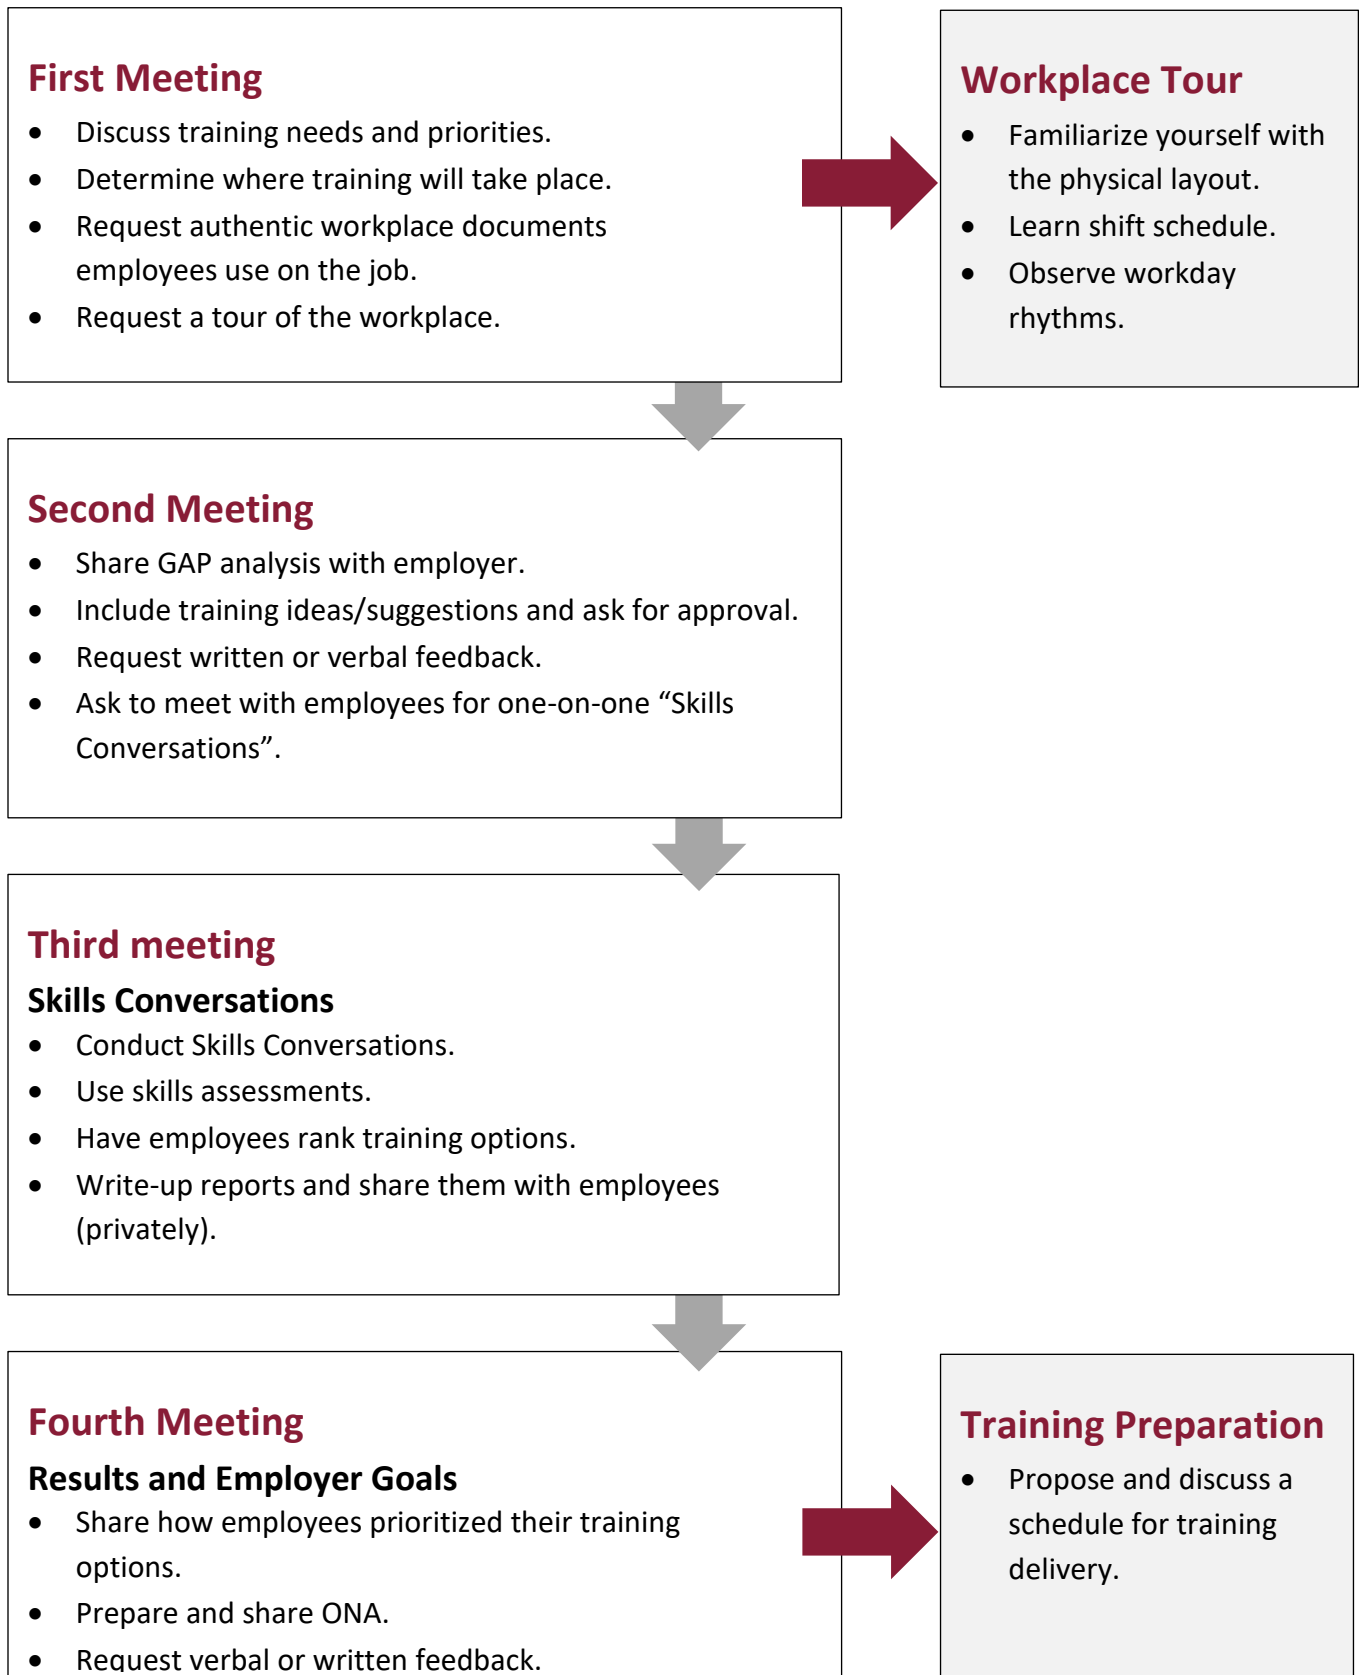 First Meeting
• Discuss training needs and priorities.
• Determine where training will take place.
• Request authentic workplace documents
employees use on the job.
• Request a tour of the workplace.
Workplace Tour
• Familiarize yourself with
the physical layout.
• Learn shift schedule.
• Observe workday
rhythms.
Second Meeting
• Share GAP analysis with employer.
• Include training ideas/suggestions and ask for approval.
• Request written or verbal feedback.
• Ask to meet with employees for one-on-one “Skills
Conversations”.
Third meeting
Skills Conversations
• Conduct Skills Conversations.
• Use skills assessments.
• Have employees rank training options.
• Write-up reports and share them with employees
(privately).
Fourth Meeting
Results and Employer Goals
• Share how employees prioritized their training
options.
• Prepare and share ONA.
• Request verbal or written feedback.
Training Preparation
• Propose and discuss a
schedule for training
delivery.